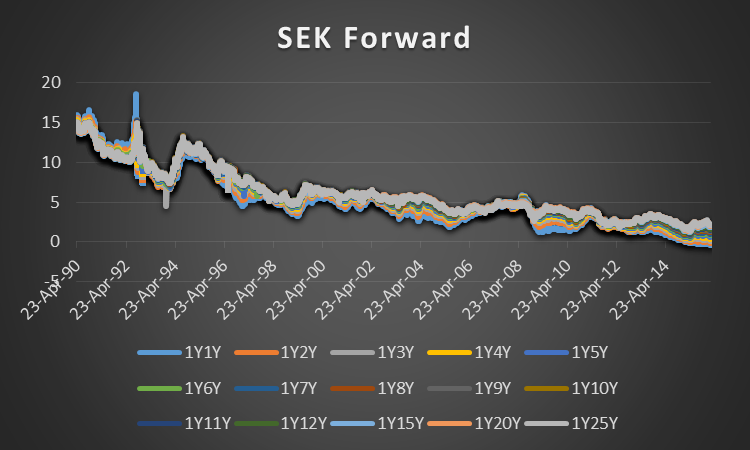 SEK Forward
20
15
10
5
0
-5
23-Apr-90
23-Apr-92
23-Apr-94
23-Apr-96
23-Apr-98
23-Apr-00
23-Apr-02
23-Apr-04
23-Apr-06
23-Apr-08
23-Apr-10
23-Apr-12
23-Apr-14
1Y1Y 1Y2Y 1Y3Y 1Y4Y 1Y5Y
1Y6Y 1Y7Y 1Y8Y 1Y9Y 1Y10Y
1Y11Y 1Y12Y 1Y15Y 1Y20Y 1Y25Y